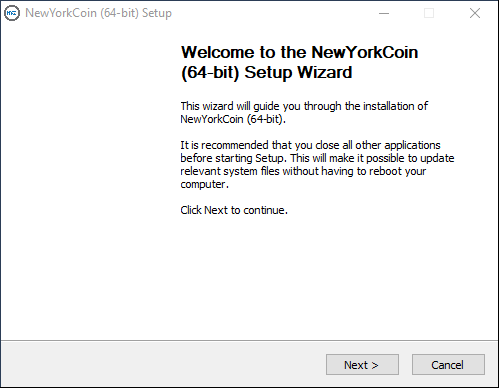 NewYorkCoin (64-bit) Setup
Welcome to the NewYorkCoin
(64-bit) Setup Wizard
This wizard will guide you through the installation of
NewYorkCoin (64-bit).
It is recommended that you close all other applications
before starting Setup. This will make it possible to update
relevant system files without having to reboot your
computer.
Click Next to continue.
Next >
Cancel